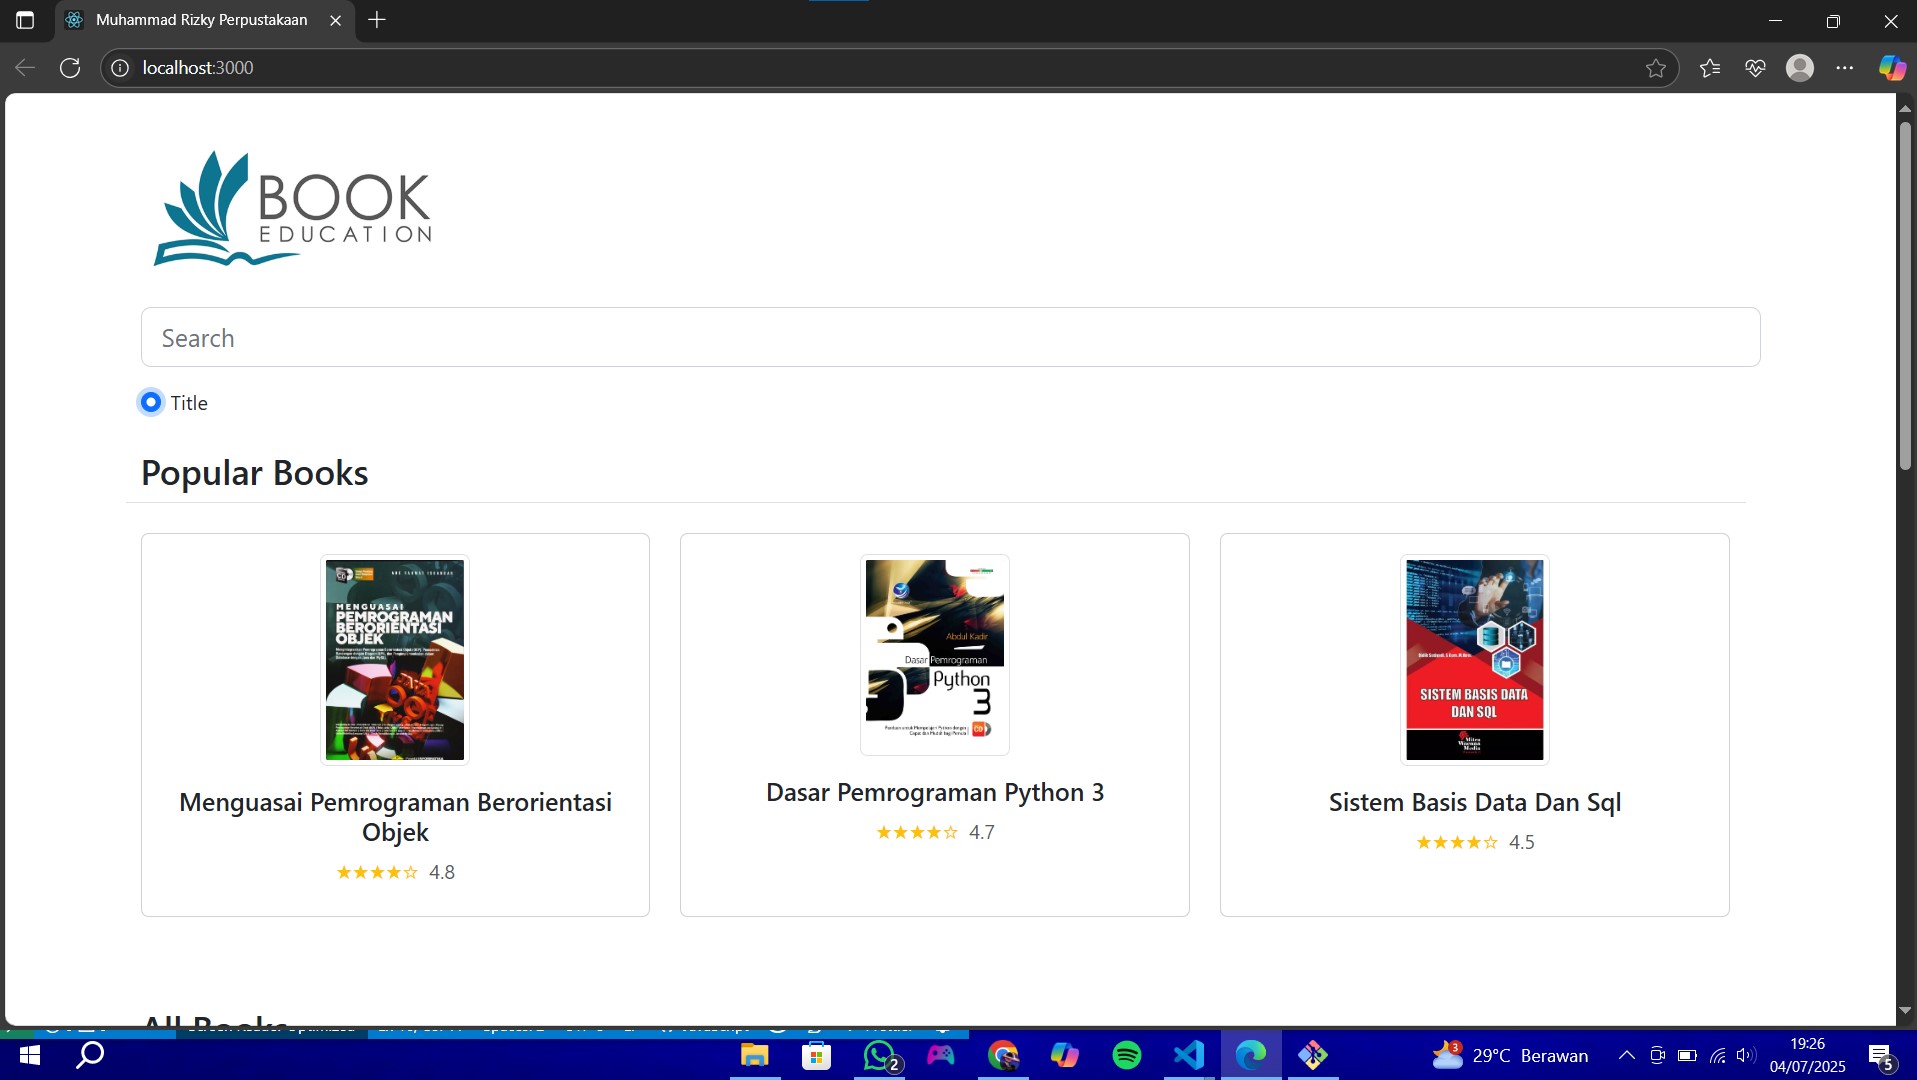 Muhammad Rizky Perpustakaan
localhost:3000
BOOK
EDUCATION
Search
Title
Popular Books
MENGUASAI
PEMROGRAMAN
BERORIENTASI
OBJEK
Menguasai Pemrograman Berorientasi
Objek
★★★★☆ 4.8
Abdul Kadir
Dasar Pemrograman
Python
3
Dasar Pemrograman Python 3
★★★★☆ 4.7
SISTEM BASIS DATA
DAN SQL
Mitra
Wacana
Media
Sistem Basis Data Dan Sql
★★★★☆ 4.5
All Books
2
3
29°C Berawan
19:26
04/07/2025
5